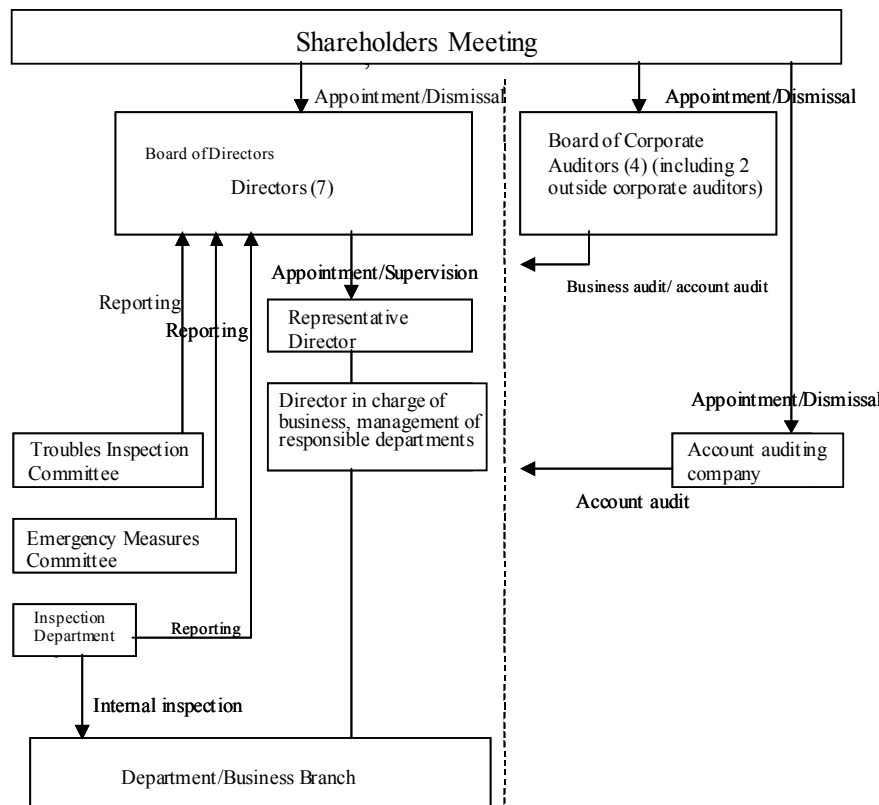 Shareholders Meeting
Appointment/Dismissal
Appointment/Dismissal
Board of Directors
Directors (7)
Board of Corporate
Auditors (4) (including 2
outside corporate auditors)
Appointment/Supervision
Business audit/ account audit
Reporting
Reporting
Representative
Director
Director in charge of
business, management of
responsible departments
Appointment/Dismissal
Troubles Inspection
Committee
Account auditing
company
Account audit
Emergency Measures
Committee
Inspection
Department
Reporting
Internal inspection
Department/Business Branch